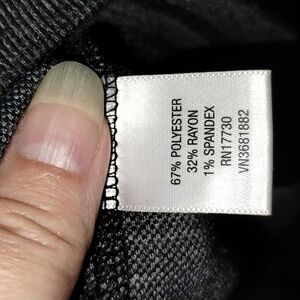 67% POLYESTER
32% RAYON
1% SPANDEX
RN17730
VN3681882